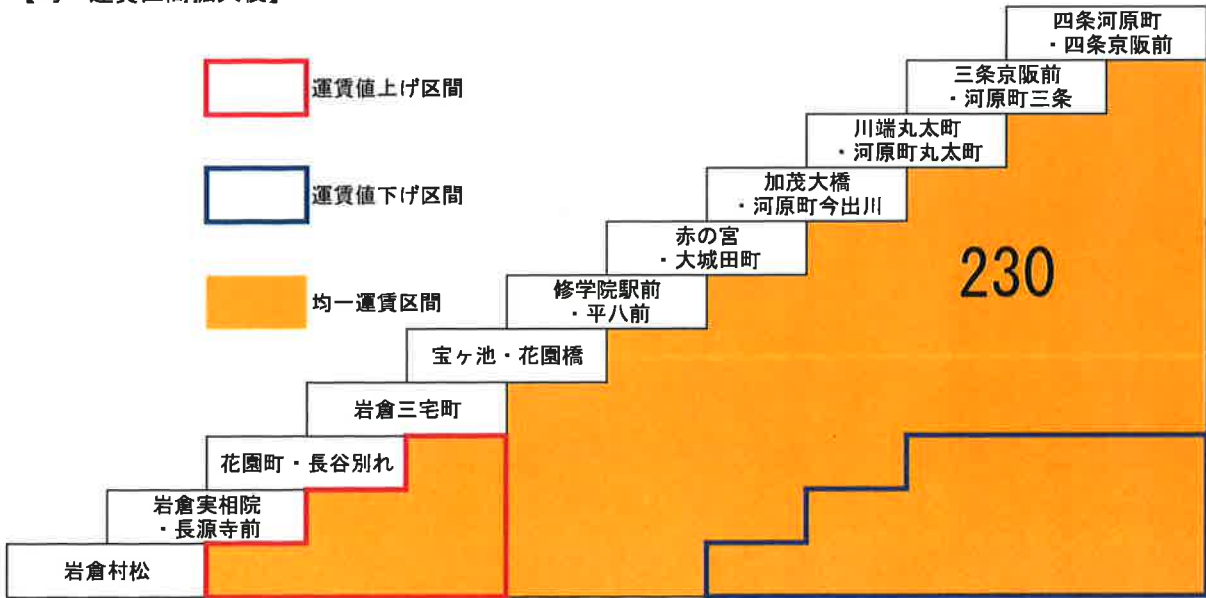 四条河原町
・四条京阪前
三条京阪前
・河原町三条
運賃値上げ区間
川端丸太町
・河原町丸太町
運賃値下げ区間
加茂大橋
・河原町今出川
赤の宮
・大城田町
230
均一運賃区間
修学院駅前
・平八前
宝ヶ池・花園橋
岩倉三宅町
花園町・長谷別れ
岩倉実相院
・長源寺前
岩倉村松